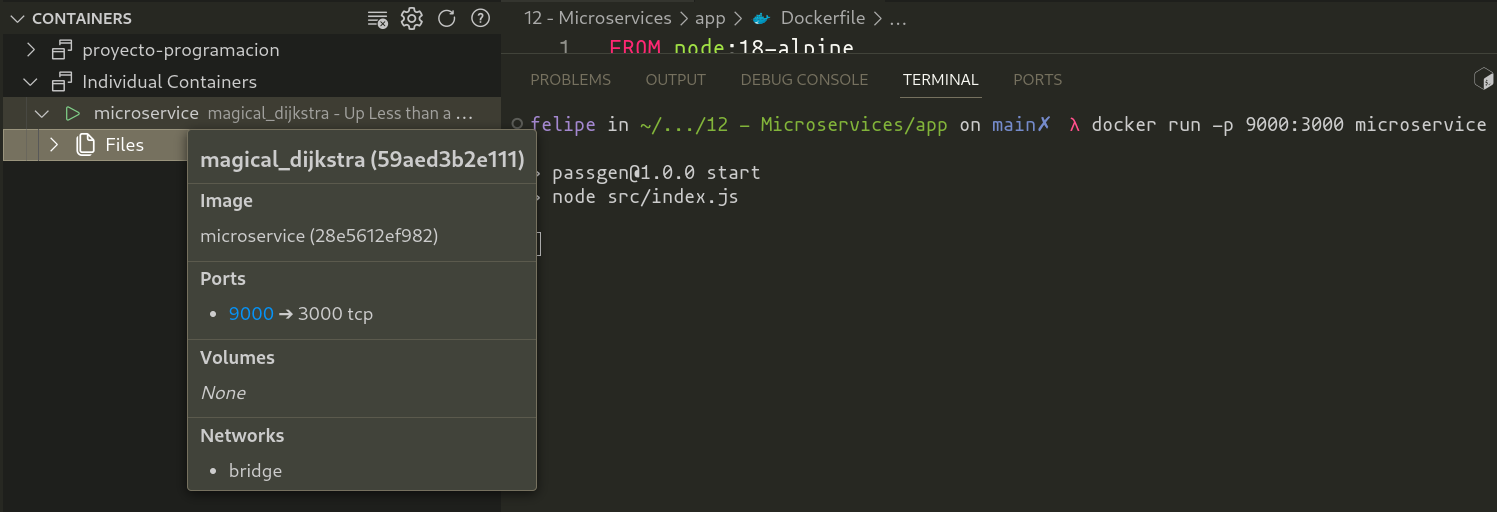 CONTAINERS
proyecto-programacion
Individual Containers
microservice magical_dijkstra - Up Less than a ...
Files
magical_dijkstra (59aed3b2e111)
Image
microservice (28e5612ef982)
Ports
• 9000 ➔ 3000 tcp
Volumes
None
Networks
• bridge
12 - Microservices > app > Dockerfile > ...
1 FROM node:18-alpine
PROBLEMS OUTPUT DEBUG CONSOLE TERMINAL PORTS
felipe in ~/.../12 - Microservices/app on main✗ λ docker run -p 9000:3000 microservice
> passgen@1.0.0 start
> node src/index.js